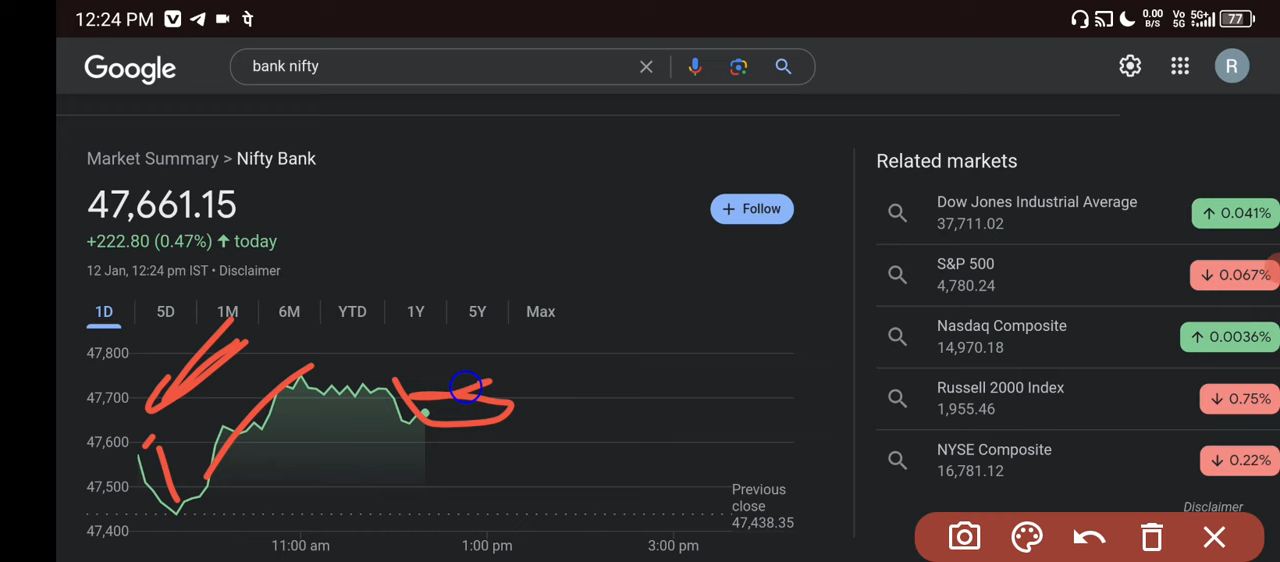 12:24 PM पे 0.00 B/S Vo 5G 5G+ 77
Google bank nifty R
Market Summary > Nifty Bank
47,661.15
+222.80 (0.47%) today
12 Jan, 12:24 pm IST • Disclaimer
+ Follow
1D 5D 1M 6M YTD 1Y 5Y Max
47,800
47,700
47,600
47,500
47,400
Previous
close
47,438.35
11:00 am 1:00 pm 3:00 pm
Related markets
Dow Jones Industrial Average
37,711.02 0.041%
S&P 500
4,780.24 0.067%
Nasdaq Composite
14,970.18 0.0036%
Russell 2000 Index
1,955.46 0.75%
NYSE Composite
16,781.12 0.22%
Disclaimer